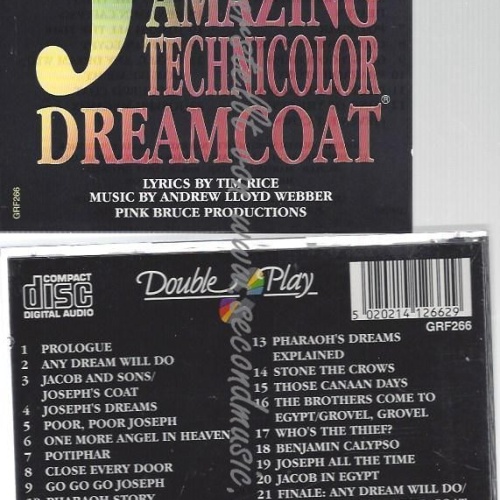 AMAZING
TECHNICOLOR
DREAMCOAT®
LYRICS BY TIM RICE
MUSIC BY ANDREW LLOYD WEBBER
PINK BRUCE PRODUCTIONS
GRF266
COMPACT
disc
DIGITAL AUDIO
Double Play
5 020214 126629
GRF266
1 PROLOGUE
2 ANY DREAM WILL DO
3 JACOB AND SONS/
JOSEPH'S COAT
4 JOSEPH'S DREAMS
5 POOR, POOR JOSEPH
6 ONE MORE ANGEL IN HEAVEN
7 POTIPHAR
8 CLOSE EVERY DOOR
9 GO GO GO JOSEPH
10 PHARAOH STORY
13 PHARAOH'S DREAMS
EXPLAINED
14 STONE THE CROWS
15 THOSE CANAAN DAYS
16 THE BROTHERS COME TO
EGYPT/GROVEL, GROVEL
17 WHO'S THE THIEF?
18 BENJAMIN CALYPSO
19 JOSEPH ALL THE TIME
20 JACOB IN EGYPT
21 FINALE: ANY DREAM WILL DO/
secondmusic.